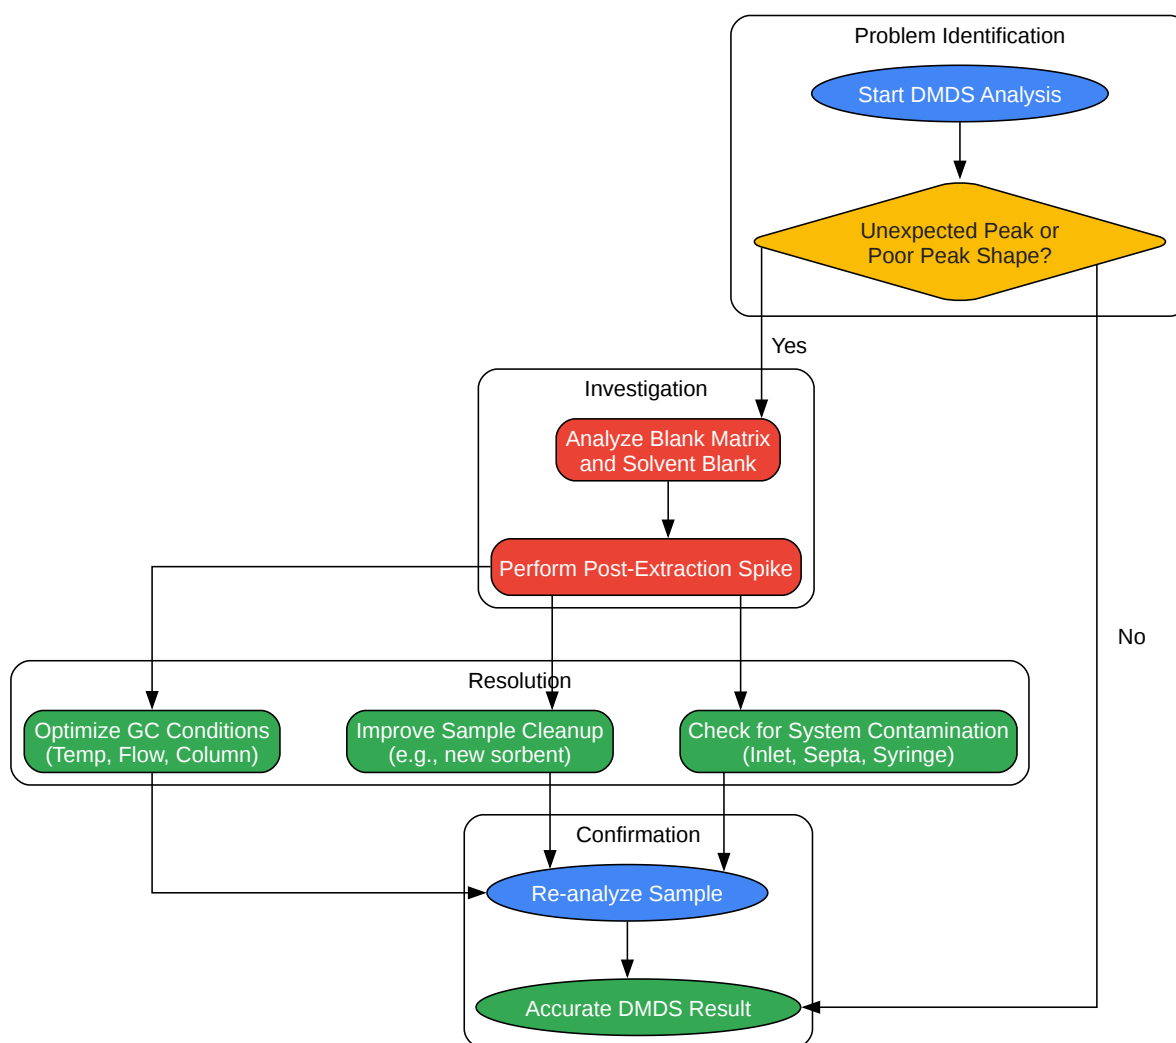 Problem Identification
Start DMDS Analysis
Unexpected Peak or
Poor Peak Shape?
Yes
Investigation
Analyze Blank Matrix
and Solvent Blank
Perform Post-Extraction Spike
No
Resolution
Optimize GC Conditions
(Temp, Flow, Column)
Improve Sample Cleanup
(e.g., new sorbent)
Check for System Contamination
(Inlet, Septa, Syringe)
Confirmation
Re-analyze Sample
Accurate DMDS Result